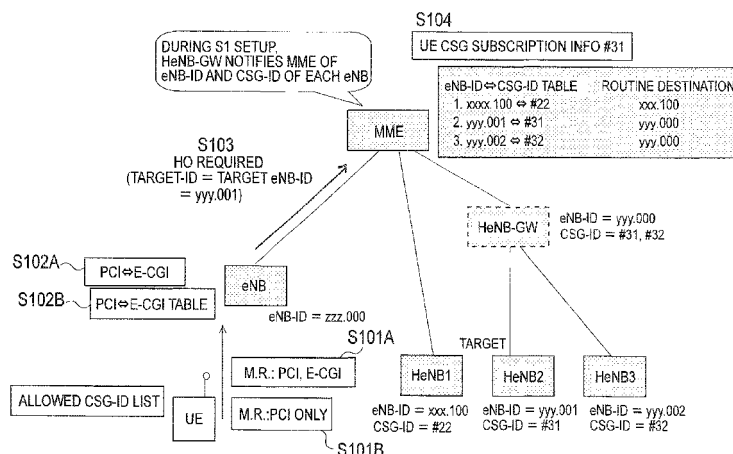 S104
DURING S1 SETUP,
HeNB-GW NOTIFIES MME OF
eNB-ID AND CSG-ID OF EACH eNB
UE CSG SUBSCRIPTION INFO #31
eNB-ID⇔CSG-ID TABLE ROUTINE DESTINATION
1. xxxx.100 ⇔ #22 xxx.100
2. yyy.001 ⇔ #31 yyy.000
3. yyy.002 ⇔ #32 yyy.000
MME
S103
HO REQUIRED
(TARGET-ID = TARGET eNB-ID
= yyy.001)
HeNB-GW
eNB-ID = yyy.000
CSG-ID = #31, #32
S102A
PCI⇔E-CGI
S102B
PCI⇔E-CGI TABLE
eNB
eNB-ID = zzz.000
S101A
TARGET
M.R.: PCI, E-CGI
HeNB1
HeNB2
HeNB3
ALLOWED CSG-ID LIST
UE
M.R.:PCI ONLY
eNB-ID = xxx.100
CSG-ID = #22
eNB-ID = yyy.001
CSG-ID = #31
eNB-ID = yyy.002
CSG-ID = #32
S101B